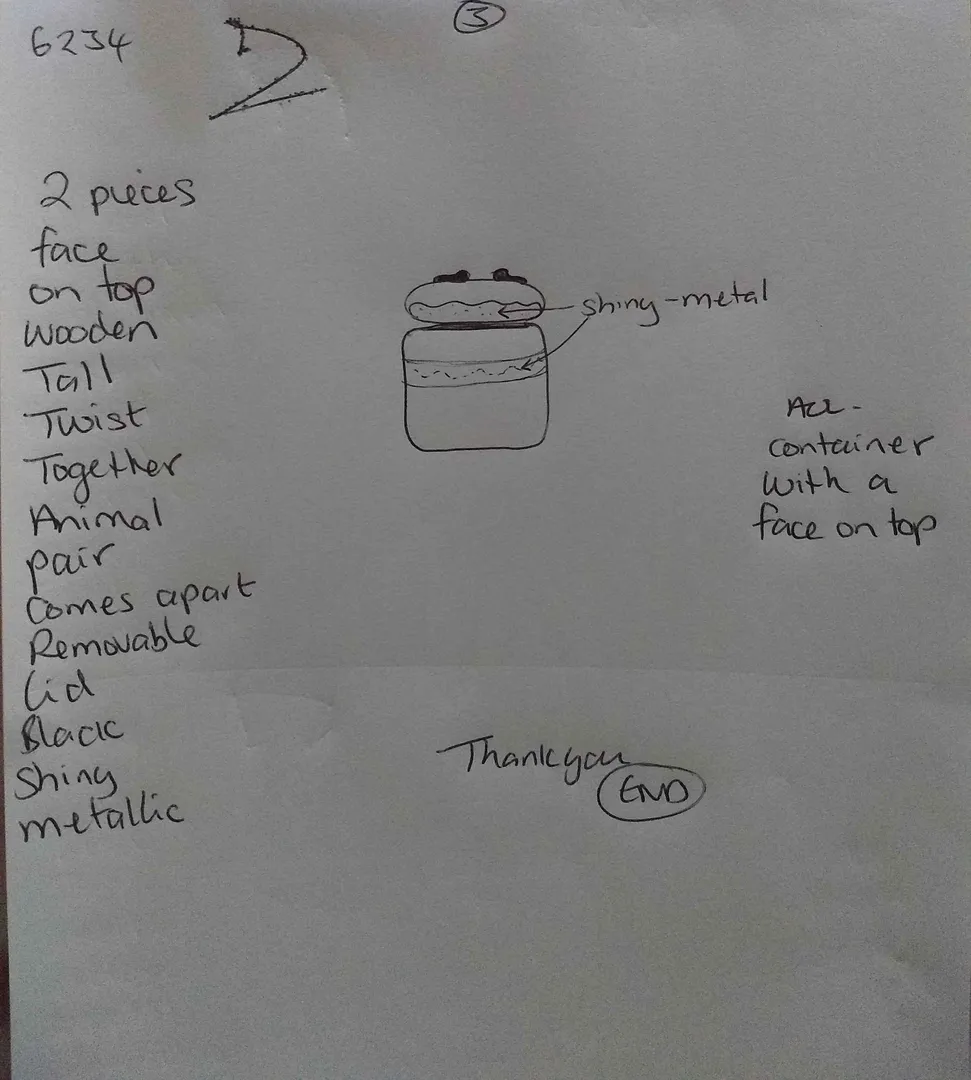 3
6234
2 pieces
face
on top
wooden
Tall
Twist
Together
Animal
pair
Comes apart
Removable
lid
Black
Shiny
metallic
shiny-metal
container
with a
face on top
Thankyou
END